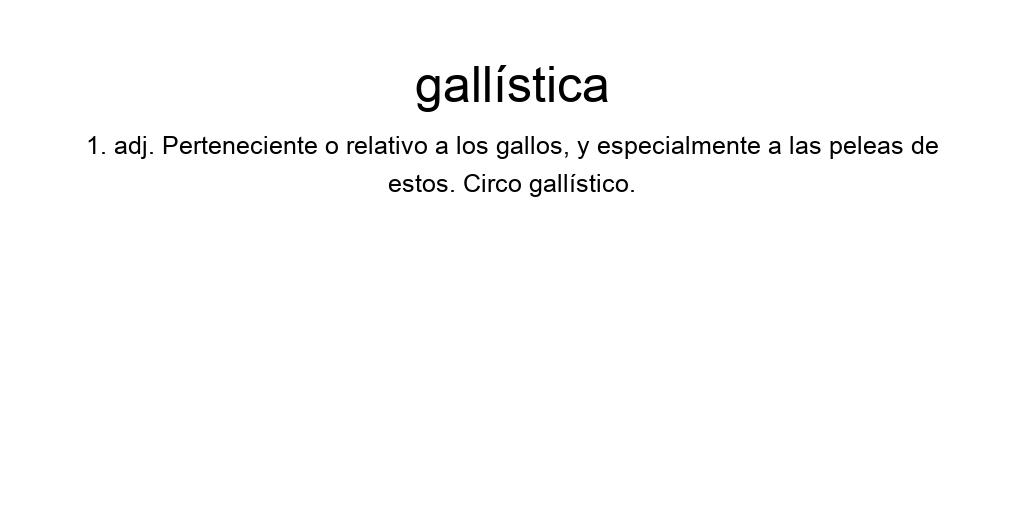 gallística
1. adj. Perteneciente o relativo a los gallos, y especialmente a las peleas de
estos. Circo gallístico.